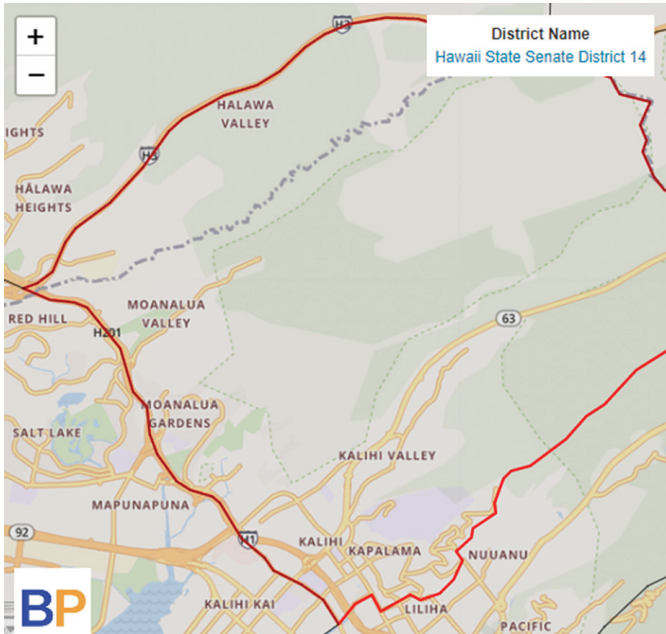 +
−
District Name
Hawaii State Senate District 14
H3
HALAWA
VALLEY
IGHTS
H3
HĀLAWA
HEIGHTS
MOANALUA
VALLEY
RED HILL
H201
63
MOANALUA
GARDENS
SALT LAKE
KALIHI VALLEY
MAPUNAPUNA
92
H1
KALIHI
KAPALAMA
NUUANU
KALIHI KAI
LILIHA
PACIFIC
BP